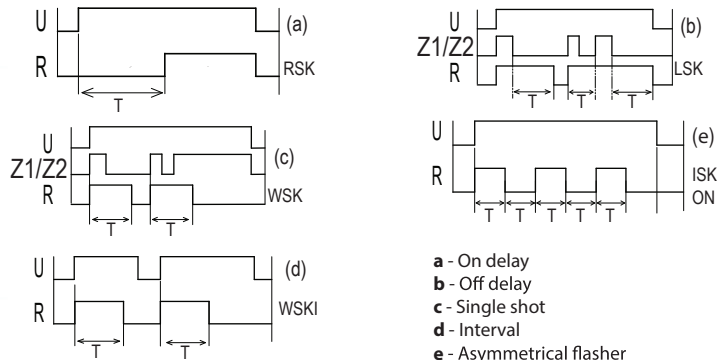 U
(a)
R
RSK
T
U
(b)
Z1/Z2
R
LSK
T T T
U
(c)
Z1/Z2
R
WSK
T T
U
(e)
R
ISK
ON
T T T T T
U
(d)
R
WSKI
T T
a - On delay
b - Off delay
c - Single shot
d - Interval
e - Asymmetrical flasher